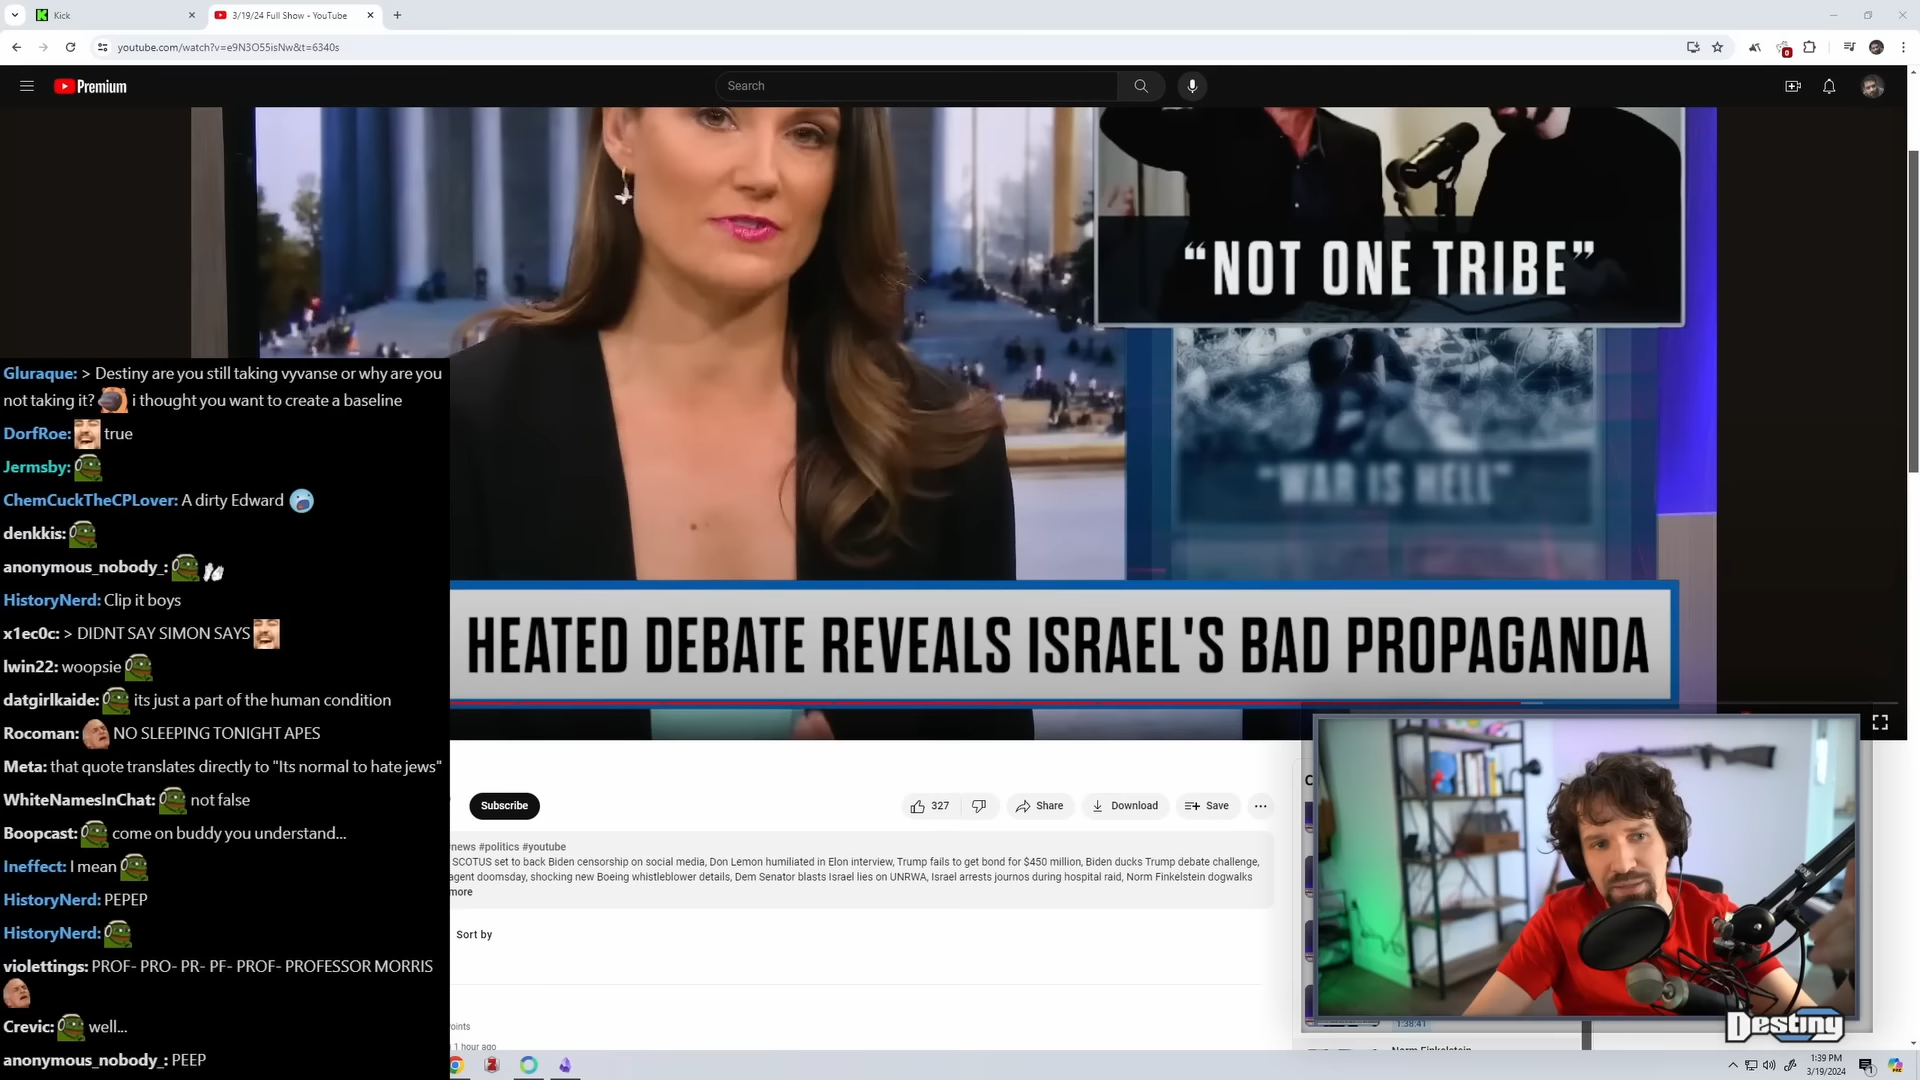 Kick
3/19/24 Full Show - YouTube
youtube.com/watch?v=e9N3O55isNw&t=6340s
0
Premium
Search
“NOT ONE TRIBE”
"WAR IS HELL"
HEATED DEBATE REVEALS ISRAEL'S BAD PROPAGANDA
Gluraque: > Destiny are you still taking vyvanse or why are you
not taking it? i thought you want to create a baseline
DorfRoe: true
Jermsby:
ChemCuckTheCPLover: A dirty Edward
denkkis:
anonymous_nobody_:
HistoryNerd: Clip it boys
x1ec0c: > DIDNT SAY SIMON SAYS
lwin22: woopsie
datgirlkaide: its just a part of the human condition
Rocoman: NO SLEEPING TONIGHT APES
Meta: that quote translates directly to "Its normal to hate jews"
WhiteNamesInChat: not false
Boopcast: come on buddy you understand...
Ineffect: I mean
HistoryNerd: PEPEP
HistoryNerd:
violettings: PROF- PRO- PR- PF- PROF- PROFESSOR MORRIS
Crevic: well...
anonymous_nobody_: PEEP
Subscribe
327
Share
Download
Save
news #politics #youtube
SCOTUS set to back Biden censorship on social media, Don Lemon humiliated in Elon interview, Trump fails to get bond for $450 million, Biden ducks Trump debate challenge,
agent doomsday, shocking new Boeing whistleblower details, Dem Senator blasts Israel lies on UNRWA, Israel arrests journos during hospital raid, Norm Finkelstein dogwalks
more
Sort by
oints
1 hour ago
1:38:41
Norm Finkelstein
Destiny
1:39 PM
3/19/2024